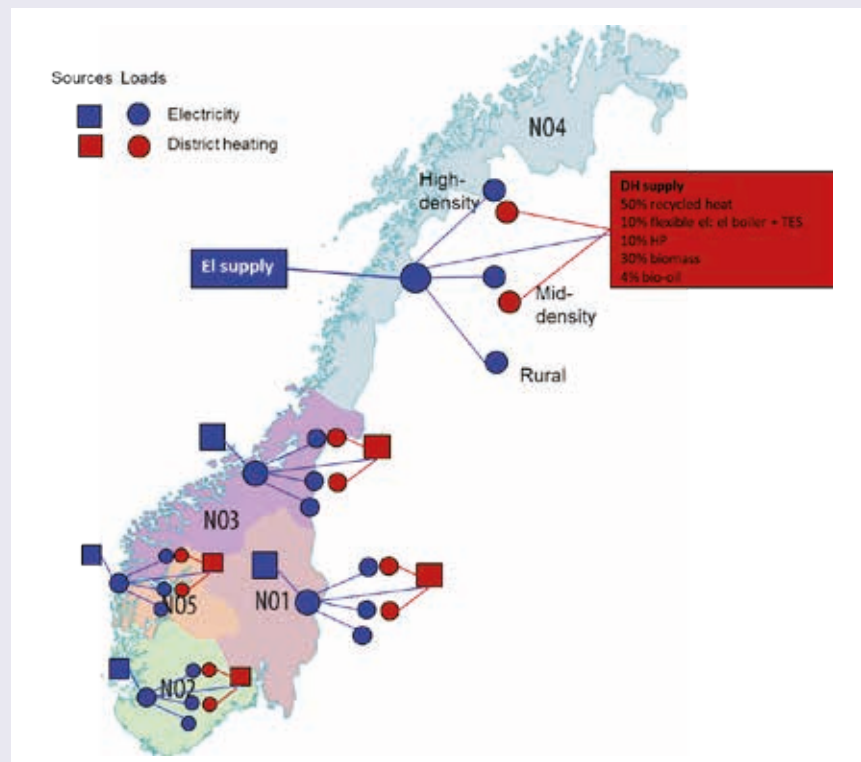 Sources Loads
Electricity
District heating
NO4
High-
density
DH supply
50% recycled heat
10% flexible el: el boiler + TES
10% HP
30% biomass
4% bio-oil
El supply
Mid-
density
Rural
NO3
NO5
NO1
NO2